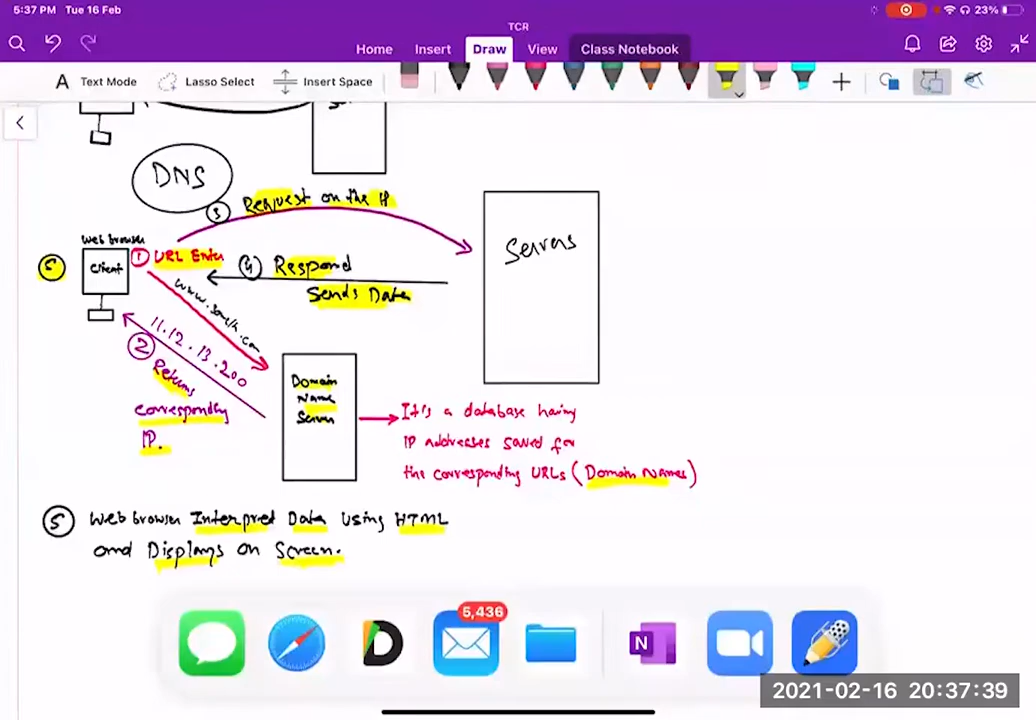 5:37 PM Tue 16 Feb
23%
TCR
Home Insert Draw View Class Notebook
A Text Mode Lasso Select Insert Space
DNS
③ Request on the IP
Web browser
Client
① URL Enter
5
④ Respond
Sends Data
Servers
11.12.13.200
② Returns
corresponding
IP.
Domain
Name
Server
It's a database having
IP addresses saved for
the corresponding URLs (Domain Names)
⑤ Web browser Interpred Data using HTML
and Displays on Screen.
5,436
N
2021-02-16 20:37:39